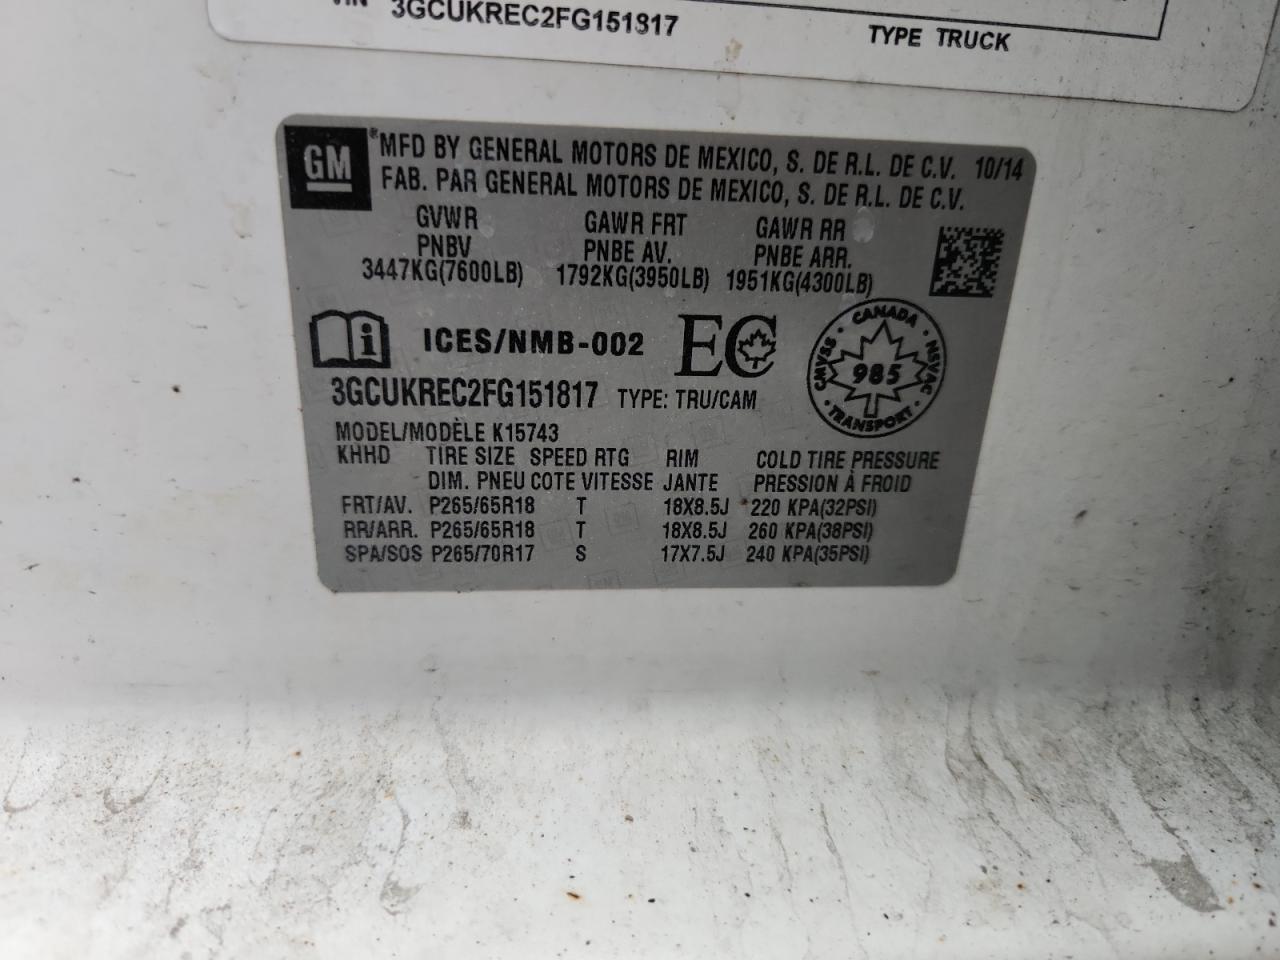 VIN 3GCUKREC2FG151817
TYPE TRUCK
GM
® MFD BY GENERAL MOTORS DE MEXICO, S. DE R.L. DE C.V. 10/14
FAB. PAR GENERAL MOTORS DE MEXICO, S. DE R.L. DE C.V.
GVWR GAWR FRT GAWR RR
PNBV PNBE AV. PNBE ARR.
3447KG(7600LB) 1792KG(3950LB) 1951KG(4300LB)
i ICES/NMB-002 EC
CANADA
CMVSS 985 NSVAC
TRANSPORT
3GCUKREC2FG151817 TYPE: TRU/CAM
MODEL/MODÈLE K15743
KHHD TIRE SIZE SPEED RTG RIM COLD TIRE PRESSURE
DIM. PNEU COTE VITESSE JANTE PRESSION À FROID
FRT/AV. P265/65R18 T 18X8.5J 220 KPA(32PSI)
RR/ARR. P265/65R18 T 18X8.5J 260 KPA(38PSI)
SPA/SOS P265/70R17 S 17X7.5J 240 KPA(35PSI)